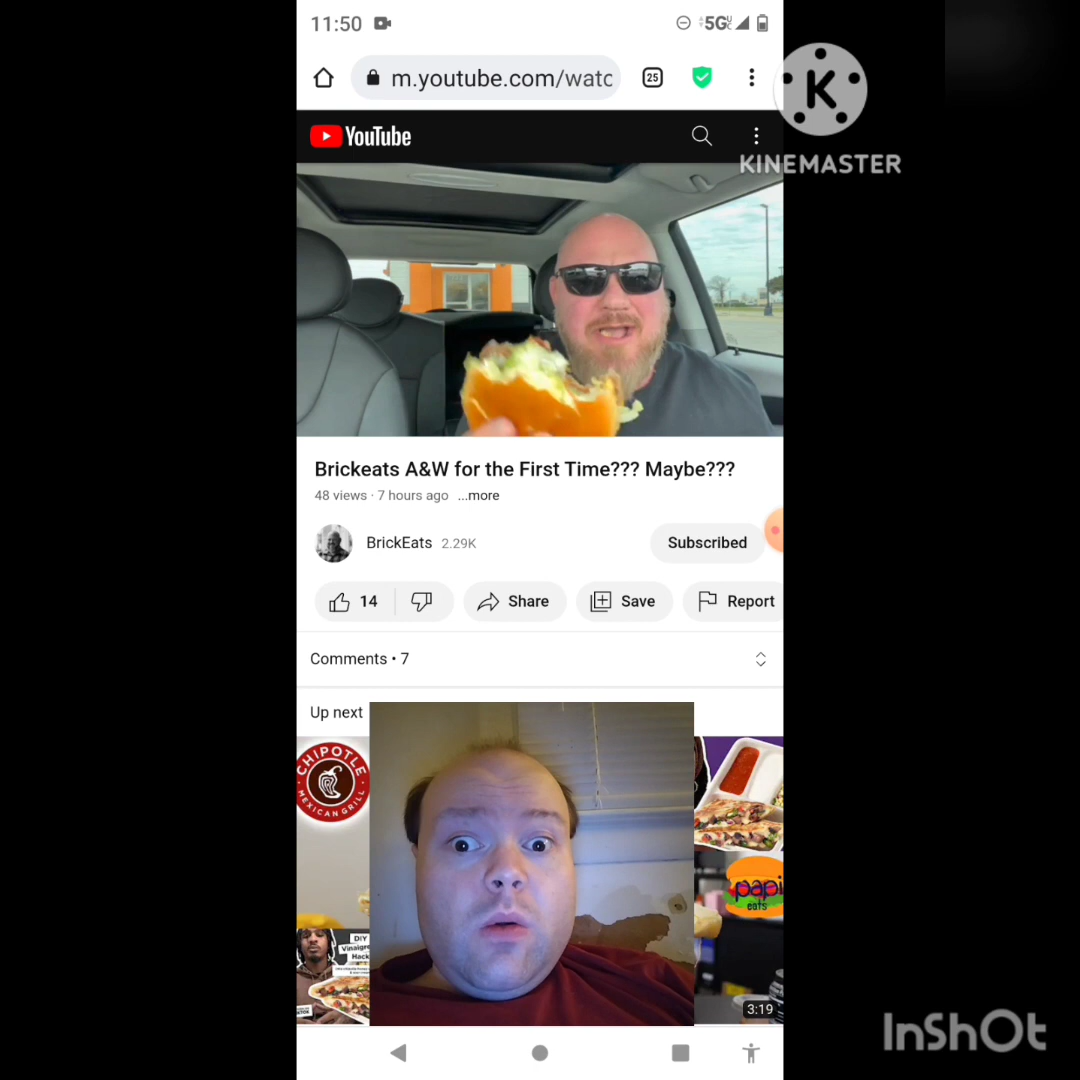 11:50
5G
m.youtube.com/watc
25
K
KINEMASTER
YouTube
Brickeats A&W for the First Time??? Maybe???
48 views · 7 hours ago ...more
BrickEats 2.29K
Subscribed
14
Share
Save
Report
Comments • 7
Up next
CHIPOTLE
MEXICAN GRILL
papi
eats
DIY
Vinaigre
Hack
3:19
InShOt